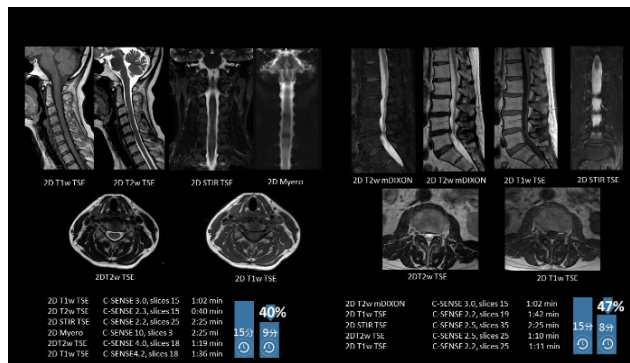 2D T1w TSE
2D T2w TSE
2D STIR TSE
2D Myero
2D T2w mDIXON
2D T2w mDIXON
2D T1w TSE
2D STIR TSE
2DT2w TSE
2D T1w TSE
2DT2w TSE
2D T1w TSE
2D T1w TSE C-SENSE 3.0, slices 15 1:02 min
2D T2w TSE C-SENSE 2.3, slices 15 0:40 min
2D STIR TSE C-SENSE 2.2, slices 25 2:25 min
2D Myero C-SENSE 10, slices 3 2:25 mi
2DT2w TSE C-SENSE 4.0, slices 18 1:19 min
2D T1w TSE C-SENSE4.2, slices 18 1:36 min
40%
15分
9分
2D T2w mDIXON C-SENSE 3.0, slices 15 1:02 min
2D T1w TSE C-SENSE 2.2, slices 19 1:42 min
2D STIR TSE C-SENSE 2.5, slices 35 2:25 min
2DT2w TSE C-SENSE 2.5, slices 25 1:10 min
2D T1w TSE C-SENSE 2.2, slices 25 1:11 min
47%
15分
8分